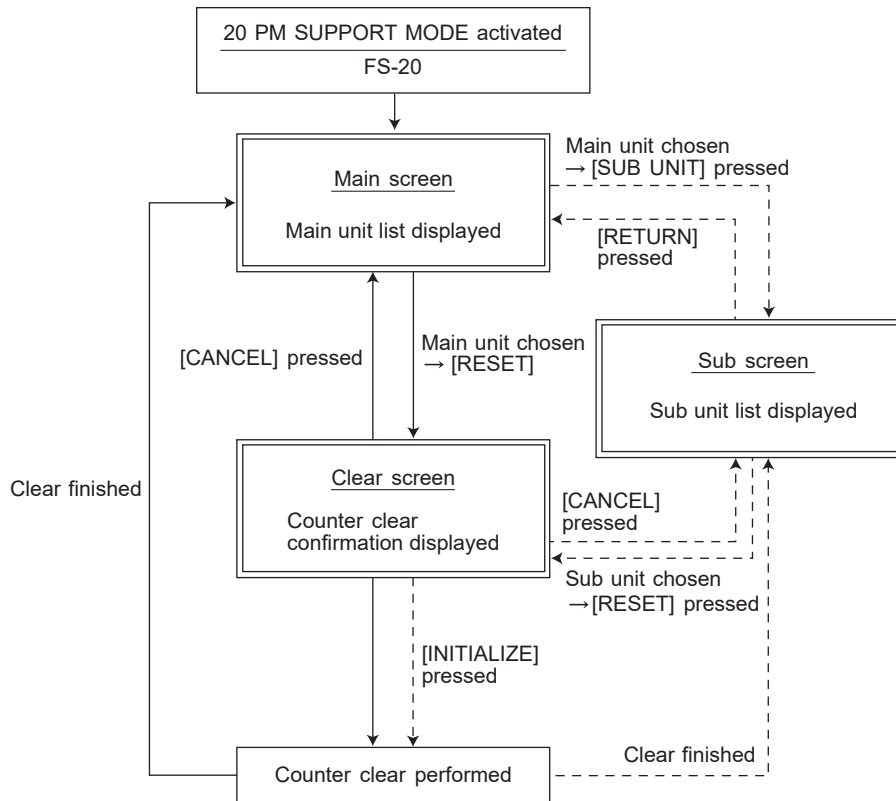 20 PM SUPPORT MODE activated
FS-20
Main unit chosen
→ [SUB UNIT] pressed
Main screen
Main unit list displayed
[RETURN]
pressed
[CANCEL] pressed
Main unit chosen
→ [RESET]
Sub screen
Sub unit list displayed
Clear finished
Clear screen
Counter clear
confirmation displayed
[CANCEL]
pressed
Sub unit chosen
→[RESET] pressed
[INITIALIZE]
pressed
Clear finished
Counter clear performed